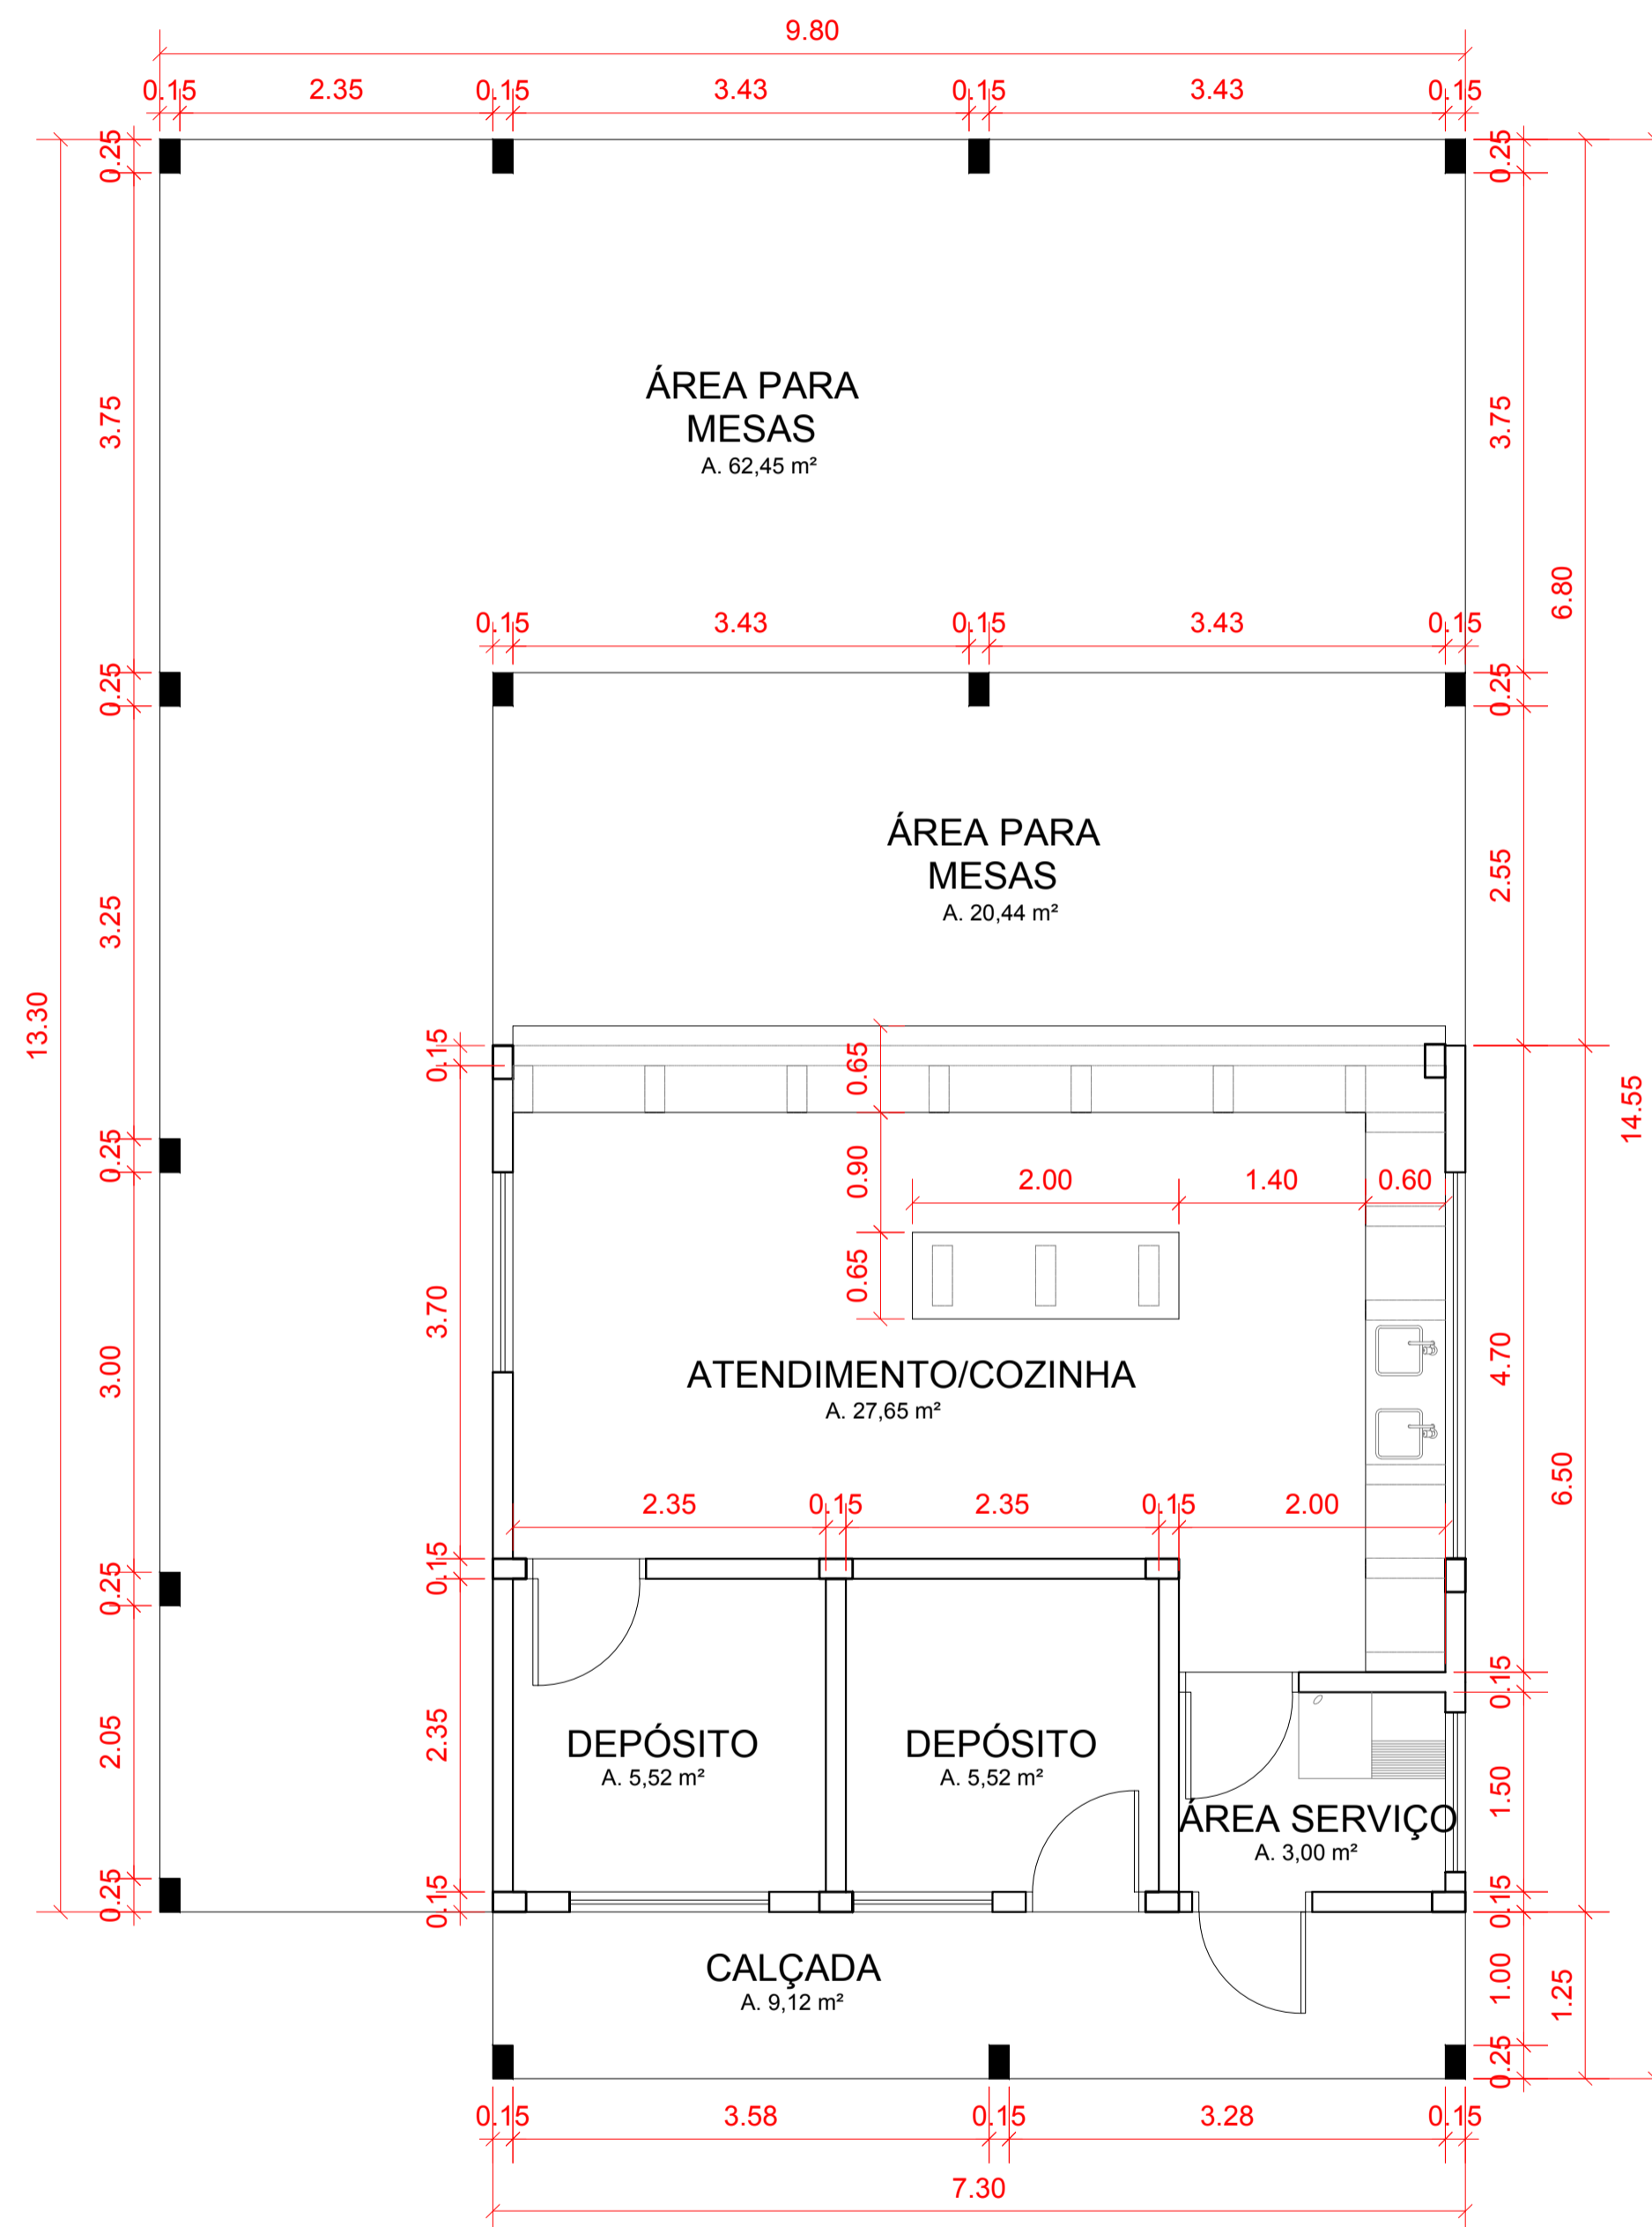 9.80
0.15 2.35 0.15 3.43 0.15 3.43 0.15
0.25 0.25
ÁREA PARA
MESAS
A. 62,45 m²
3.75 3.75
6.80
0.15 3.43 0.15 3.43 0.15
0.25 0.25
ÁREA PARA
MESAS
A. 20,44 m²
2.55
3.25
13.30
0.15 0.65
14.55
0.25 0.90
2.00 1.40 0.60
0.65
3.70
3.00
4.70
ATENDIMENTO/COZINHA
A. 27,65 m²
6.50
2.35 0.15 2.35 0.15 2.00
0.25 0.15
0.15
2.05 2.35
DEPÓSITO DEPÓSITO
A. 5,52 m² A. 5,52 m²
1.50
ÁREA SERVIÇO
A. 3,00 m²
0.25 0.15 0.15
CALÇADA
A. 9,12 m²
1.00 1.25
0.25
0.15 3.58 0.15 3.28 0.15
7.30